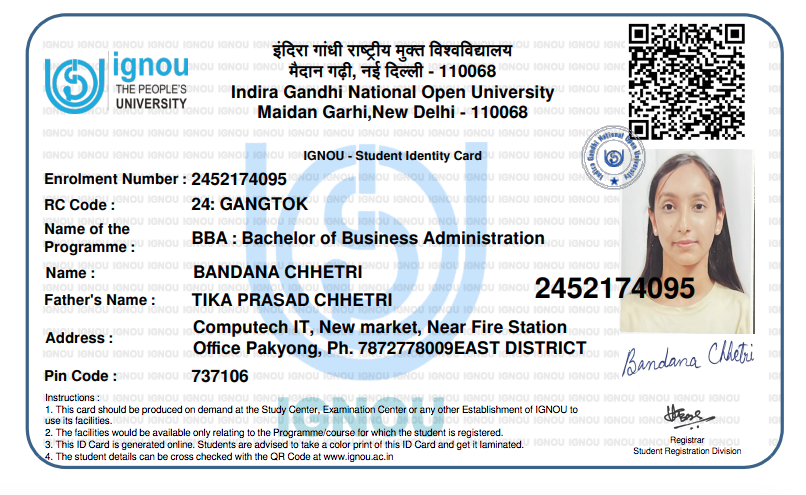 ignou
THE PEOPLE'S
UNIVERSITY
इंदिरा गांधी राष्ट्रीय मुक्त विश्वविद्यालय
मैदान गढ़ी, नई दिल्ली - 110068
Indira Gandhi National Open University
Maidan Garhi,New Delhi - 110068
IGNOU - Student Identity Card
Indira Gandhi National Open University
Enrolment Number : 2452174095
RC Code : 24: GANGTOK
Name of the
Programme : BBA : Bachelor of Business Administration
Name : BANDANA CHHETRI
Father's Name : TIKA PRASAD CHHETRI
2452174095
Address : Computech IT, New market, Near Fire Station
Office Pakyong, Ph. 7872778009EAST DISTRICT
Bandana Chhetri
Pin Code : 737106
IGNOU
Instructions :
1. This card should be produced on demand at the Study Center, Examination Center or any other Establishment of IGNOU to
use its facilities.
2. The facilities would be available only relating to the Programme/course for which the student is registered.
3. This ID Card is generated online. Students are advised to take a color print of this ID Card and get it laminated.
4. The student details can be cross checked with the QR Code at www.ignou.ac.in
Registrar
Student Registration Division